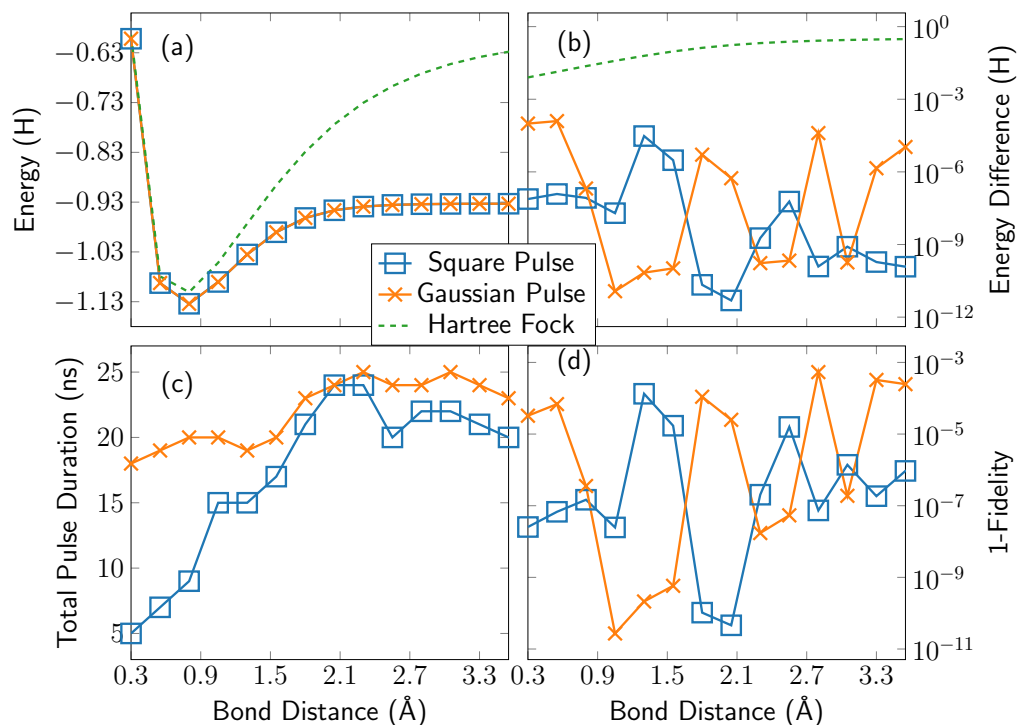 (a)
−0.63
−0.73
−0.83
−0.93
−1.03
−1.13
Energy (H)
(b)
10^0
10^−3
10^−6
10^−9
10^−12
Energy Difference (H)
Square Pulse
Gaussian Pulse
Hartree Fock
(c)
25
20
15
10
5
Total Pulse Duration (ns)
0.3 0.9 1.5 2.1 2.7 3.3
Bond Distance (Å)
(d)
10^−3
10^−5
10^−7
10^−9
10^−11
1-Fidelity
0.3 0.9 1.5 2.1 2.7 3.3
Bond Distance (Å)